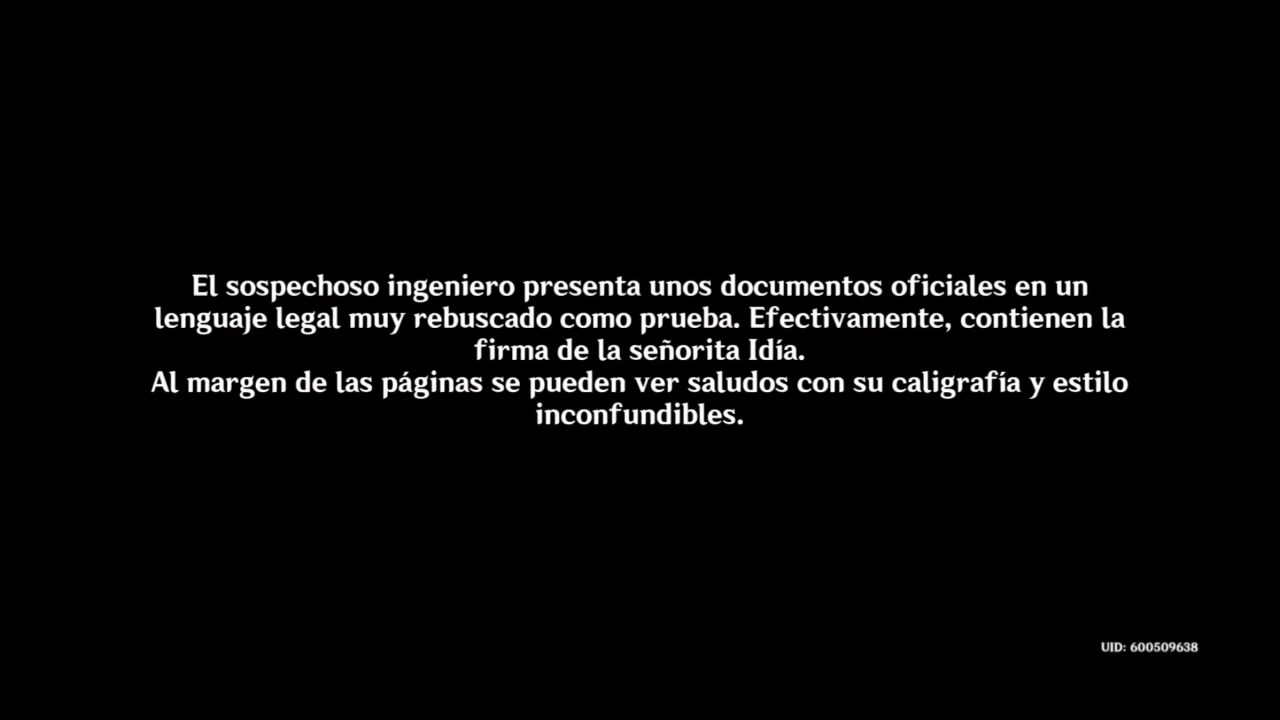 El sospechoso ingeniero presenta unos documentos oficiales en un
lenguaje legal muy rebuscado como prueba. Efectivamente, contienen la
firma de la señorita Idía.
Al margen de las páginas se pueden ver saludos con su caligrafía y estilo
inconfundibles.
UID: 600509638